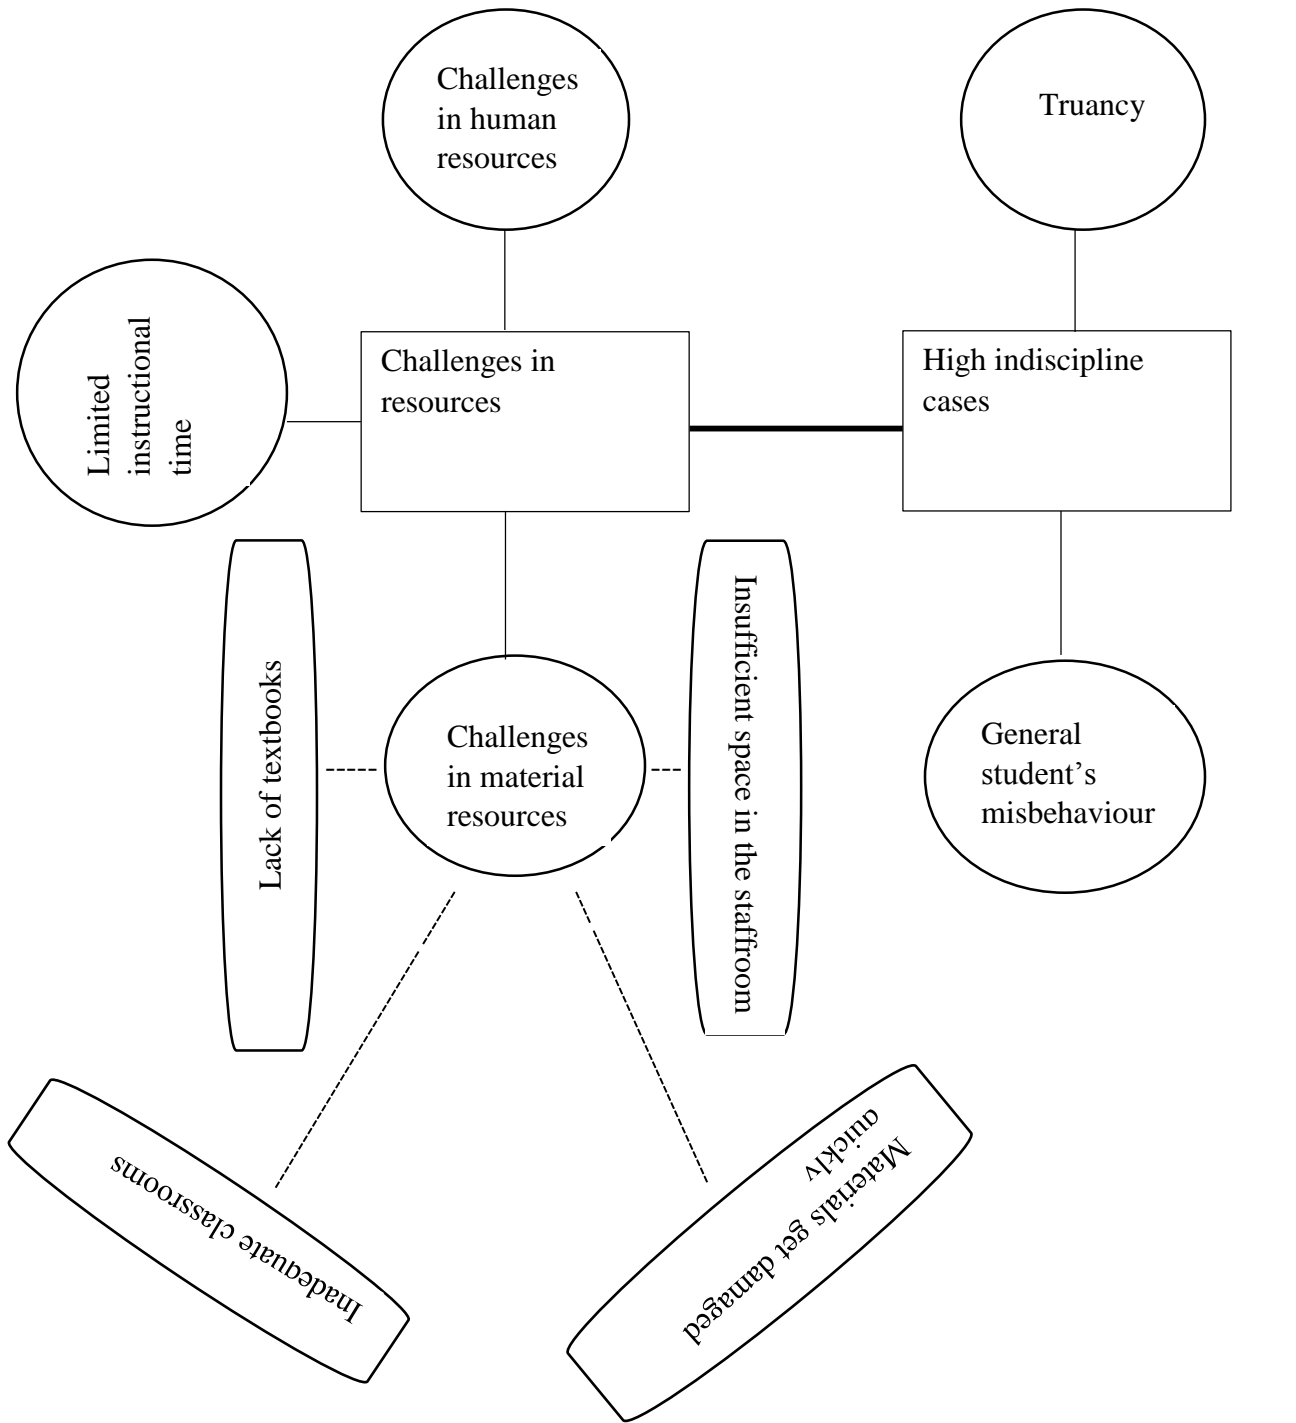 Challenges
in human
resources
Truancy
Limited
instructional
time
Challenges in
resources
High indiscipline
cases
Lack of textbooks
Challenges
in material
resources
Insufficient space in the staffroom
General
student’s
misbehaviour
Inadequate classrooms
Materials get damaged
quickly